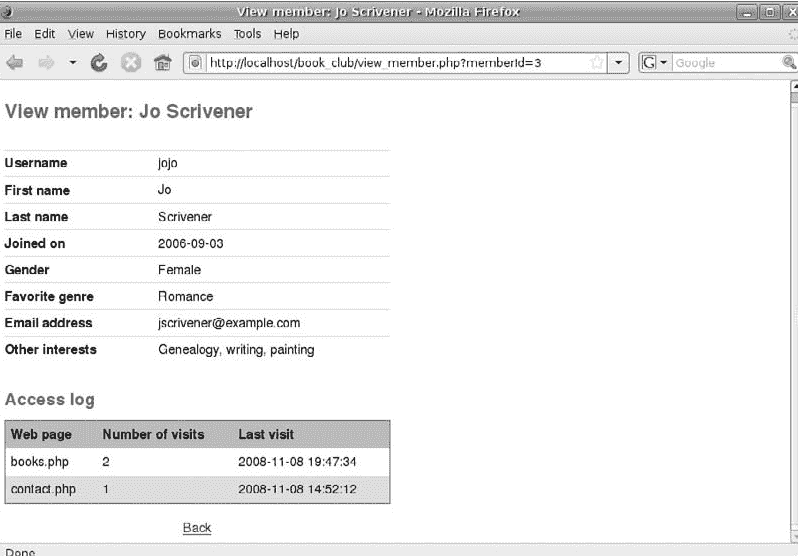 View member: Jo Scrivener - Mozilla Firefox
File Edit View History Bookmarks Tools Help
http://localhost/book_club/view_member.php?memberId=3 G Google
View member: Jo Scrivener
Username jojo
First name Jo
Last name Scrivener
Joined on 2006-09-03
Gender Female
Favorite genre Romance
Email address jscrivener@example.com
Other interests Genealogy, writing, painting
Access log
Web page Number of visits Last visit
books.php 2 2008-11-08 19:47:34
contact.php 1 2008-11-08 14:52:12
Back
Done